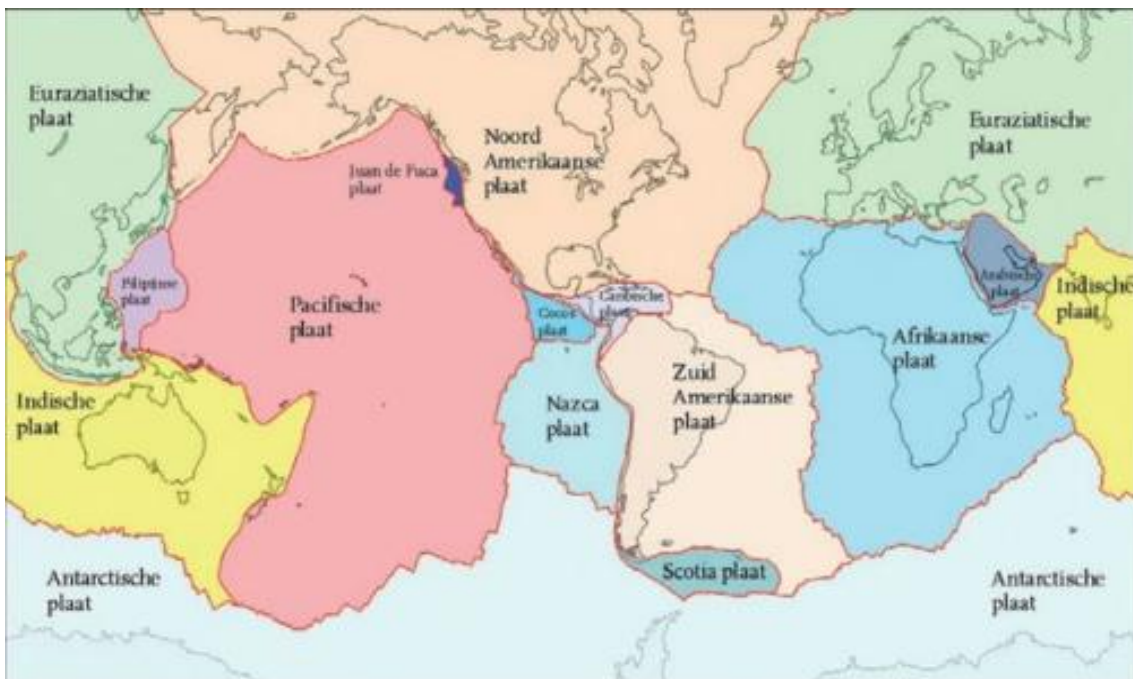 Euraziatische
plaat
Noord
Amerikaanse
plaat
Euraziatische
plaat
Juan de Fuca
plaat
Filipijnse
plaat
Pacifische
plaat
Cocos
plaat
Caribische
plaat
Arabische
plaat
Indische
plaat
Afrikaanse
plaat
Indische
plaat
Nazca
plaat
Zuid
Amerikaanse
plaat
Scotia plaat
Antarctische
plaat
Antarctische
plaat